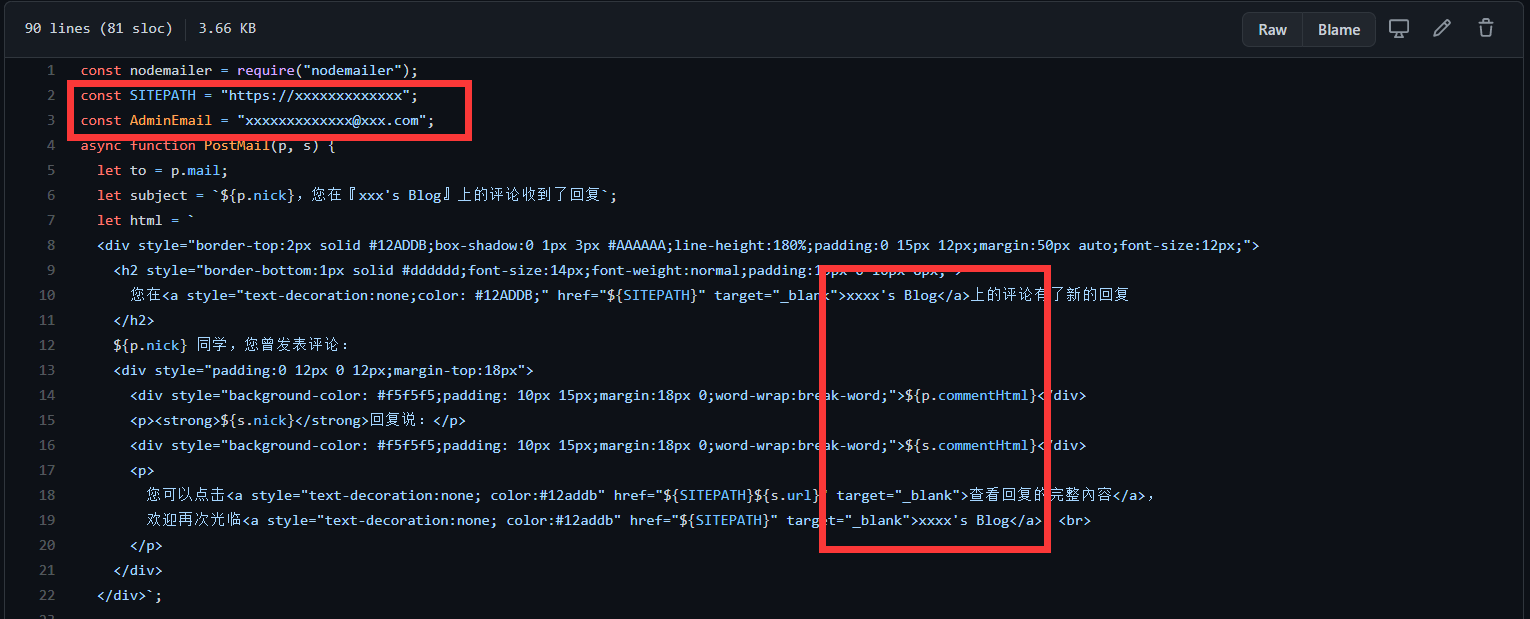 90 lines (81 sloc) 3.66 KB Raw Blame
1 const nodemailer = require("nodemailer");
2 const SITEPATH = "https://xxxxxxxxxxxxx";
3 const AdminEmail = "xxxxxxxxxxxxx@xxx.com";
4 async function PostMail(p, s) {
5 let to = p.mail;
6 let subject = `${p.nick}，您在『xxx's Blog』上的评论收到了回复`;
7 let html = `
8 <div style="border-top:2px solid #12ADDB;box-shadow:0 1px 3px #AAAAAA;line-height:180%;padding:0 15px 12px;margin:50px auto;font-size:12px;">
9 <h2 style="border-bottom:1px solid #dddddd;font-size:14px;font-weight:normal;padding:
10 您在<a style="text-decoration:none;color: #12ADDB;" href="${SITEPATH}" target="_blank">xxxx's Blog</a>上的评论有了新的回复
11 </h2>
12 ${p.nick} 同学，您曾发表评论：
13 <div style="padding:0 12px 0 12px;margin-top:18px">
14 <div style="background-color: #f5f5f5;padding: 10px 15px;margin:18px 0;word-wrap:break-word;">${p.commentHtml}</div>
15 <p><strong>${s.nick}</strong>回复说：</p>
16 <div style="background-color: #f5f5f5;padding: 10px 15px;margin:18px 0;word-wrap:break-word;">${s.commentHtml}</div>
17 <p>
18 您可以点击<a style="text-decoration:none; color:#12addb" href="${SITEPATH}${s.url}" target="_blank">查看回复的完整內容</a>，
19 欢迎再次光临<a style="text-decoration:none; color:#12addb" href="${SITEPATH}" target="_blank">xxxx's Blog</a> <br>
20 </p>
21 </div>
22 </div>`;